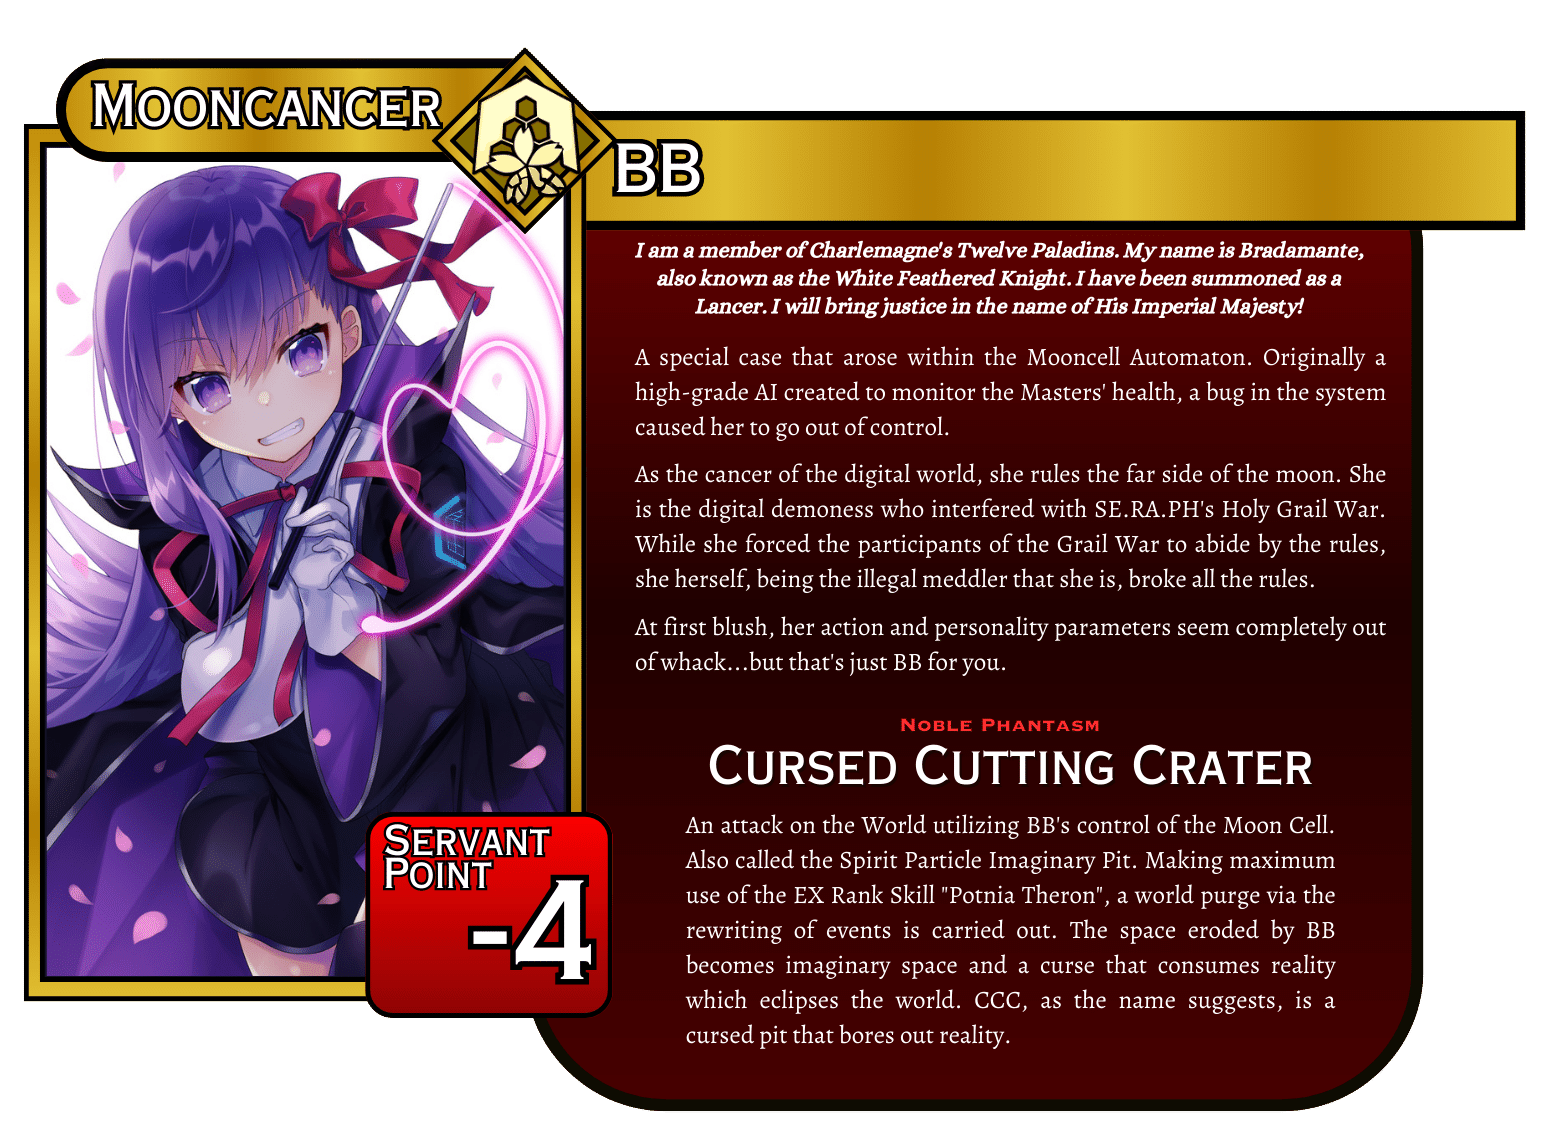 Mooncancer
BB
I am a member of Charlemagne's Twelve Paladins. My name is Bradamante,
also known as the White Feathered Knight. I have been summoned as a
Lancer. I will bring justice in the name of His Imperial Majesty!
A special case that arose within the Mooncell Automaton. Originally a
high-grade AI created to monitor the Masters' health, a bug in the system
caused her to go out of control.
As the cancer of the digital world, she rules the far side of the moon. She
is the digital demoness who interfered with SE.RA.PH's Holy Grail War.
While she forced the participants of the Grail War to abide by the rules,
she herself, being the illegal meddler that she is, broke all the rules.
At first blush, her action and personality parameters seem completely out
of whack...but that's just BB for you.
Noble Phantasm
Cursed Cutting Crater
An attack on the World utilizing BB's control of the Moon Cell.
Also called the Spirit Particle Imaginary Pit. Making maximum
use of the EX Rank Skill "Potnia Theron", a world purge via the
rewriting of events is carried out. The space eroded by BB
becomes imaginary space and a curse that consumes reality
which eclipses the world. CCC, as the name suggests, is a
cursed pit that bores out reality.
Servant
Point
-4